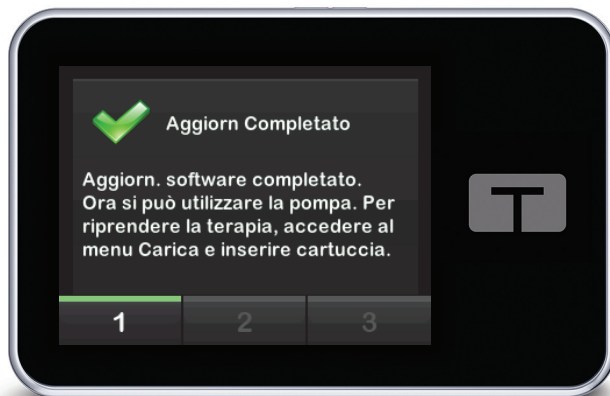 Aggiorn Completato
Aggiorn. software completato.
Ora si può utilizzare la pompa. Per
riprendere la terapia, accedere al
menu Carica e inserire cartuccia.
1 2 3
T